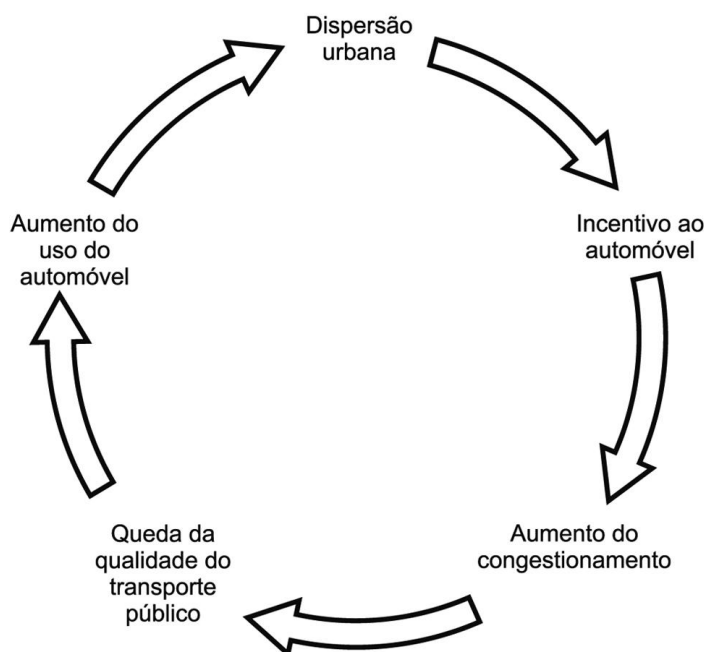 Dispersão
urbana
Incentivo ao
automóvel
Aumento do
congestionamento
Queda da
qualidade do
transporte
público
Aumento do
uso do
automóvel